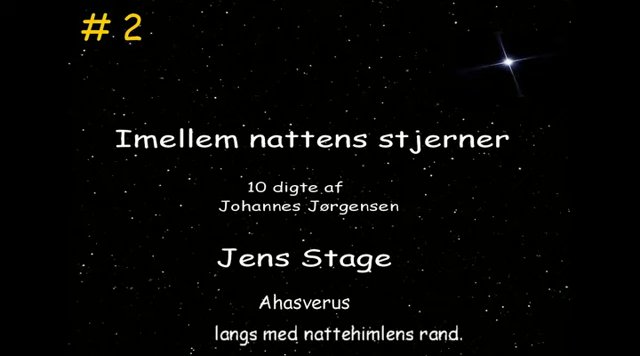 # 2
Imellem nattens stjerner
10 digte af
Johannes Jørgensen
Jens Stage
Ahasverus
langs med nattehimlens rand.